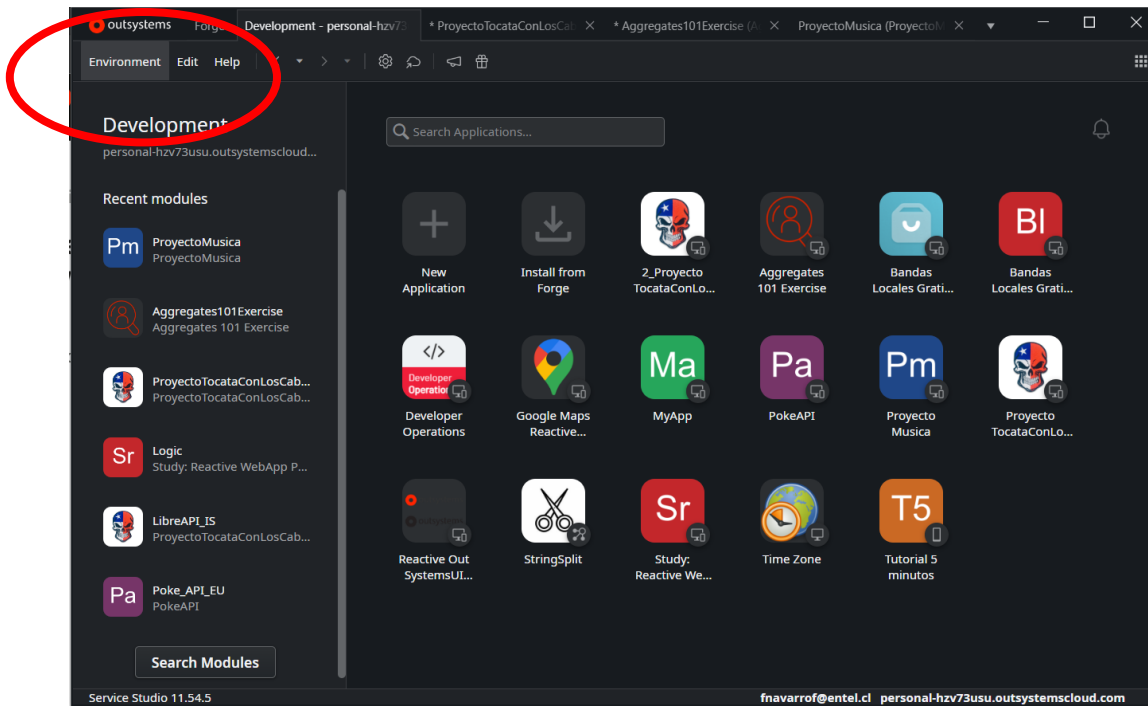 outsystems Forge Development - personal-hzv73 * ProyectoTocataConLosCab * Aggregates101Exercise (A ProyectoMusica (ProyectoM
Environment Edit Help
Development
personal-hzv73usu.outsystemscloud...
Search Applications...
Recent modules
Pm ProyectoMusica
ProyectoMusica
Aggregates101Exercise
Aggregates 101 Exercise
ProyectoTocataConLosCab...
ProyectoTocataConLosCab...
Sr Logic
Study: Reactive WebApp P...
LibreAPI_IS
ProyectoTocataConLosCab...
Pa Poke_API_EU
PokeAPI
Search Modules
New
Application
Install from
Forge
2_Proyecto
TocataConLo...
Aggregates
101 Exercise
Bandas
Locales Grati...
Bl
Bandas
Locales Grati...
</>
Developer
Operation
Developer
Operations
Google Maps
Reactive...
Ma
MyApp
Pa
PokeAPI
Pm
Proyecto
Musica
Proyecto
TocataConLo...
Reactive Out
SystemsUI...
StringSplit
Sr
Study:
Reactive We...
Time Zone
T5
Tutorial 5
minutos
Service Studio 11.54.5
fnavarrof@entel.cl personal-hzv73usu.outsystemscloud.com